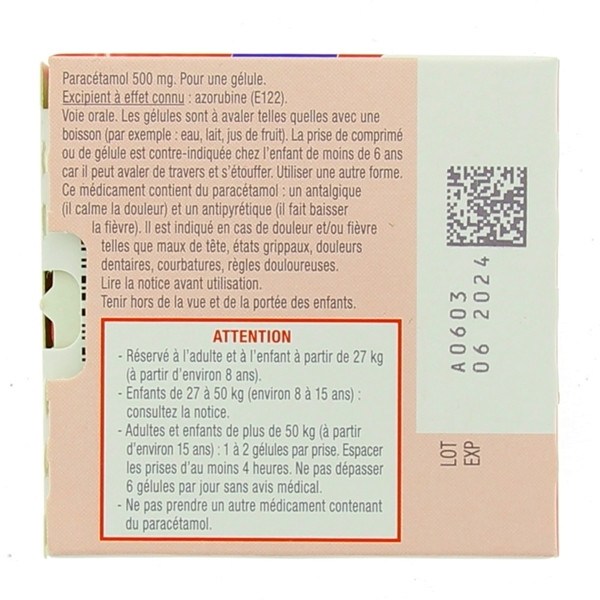 Paracétamol 500 mg. Pour une gélule.
Excipient à effet connu : azorubine (E122).
Voie orale. Les gélules sont à avaler telles quelles avec une
boisson (par exemple : eau, lait, jus de fruit). La prise de comprimé
ou de gélule est contre-indiquée chez l'enfant de moins de 6 ans
car il peut avaler de travers et s'étouffer. Utiliser une autre forme.
Ce médicament contient du paracétamol : un antalgique
(il calme la douleur) et un antipyrétique (il fait baisser
la fièvre). Il est indiqué en cas de douleur et/ou fièvre
telles que maux de tête, états grippaux, douleurs
dentaires, courbatures, règles douloureuses.
Lire la notice avant utilisation.
Tenir hors de la vue et de la portée des enfants.
ATTENTION
- Réservé à l'adulte et à l'enfant à partir de 27 kg
(à partir d'environ 8 ans).
- Enfants de 27 à 50 kg (environ 8 à 15 ans) :
consultez la notice.
- Adultes et enfants de plus de 50 kg (à partir
d'environ 15 ans) : 1 à 2 gélules par prise. Espacer
les prises d'au moins 4 heures. Ne pas dépasser
6 gélules par jour sans avis médical.
- Ne pas prendre un autre médicament contenant
du paracétamol.
A0603
06 2024
LOT
EXP